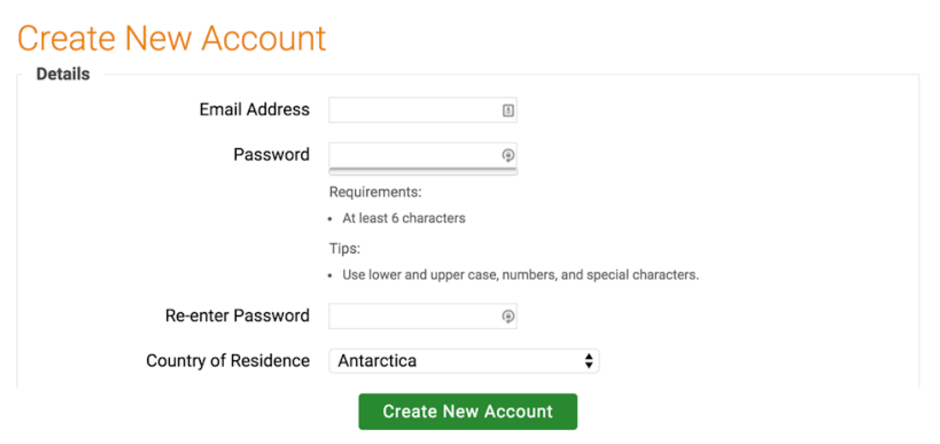 Create New Account
Details
Email Address
Password
Requirements:
• At least 6 characters
Tips:
• Use lower and upper case, numbers, and special characters.
Re-enter Password
Country of Residence Antarctica
Create New Account